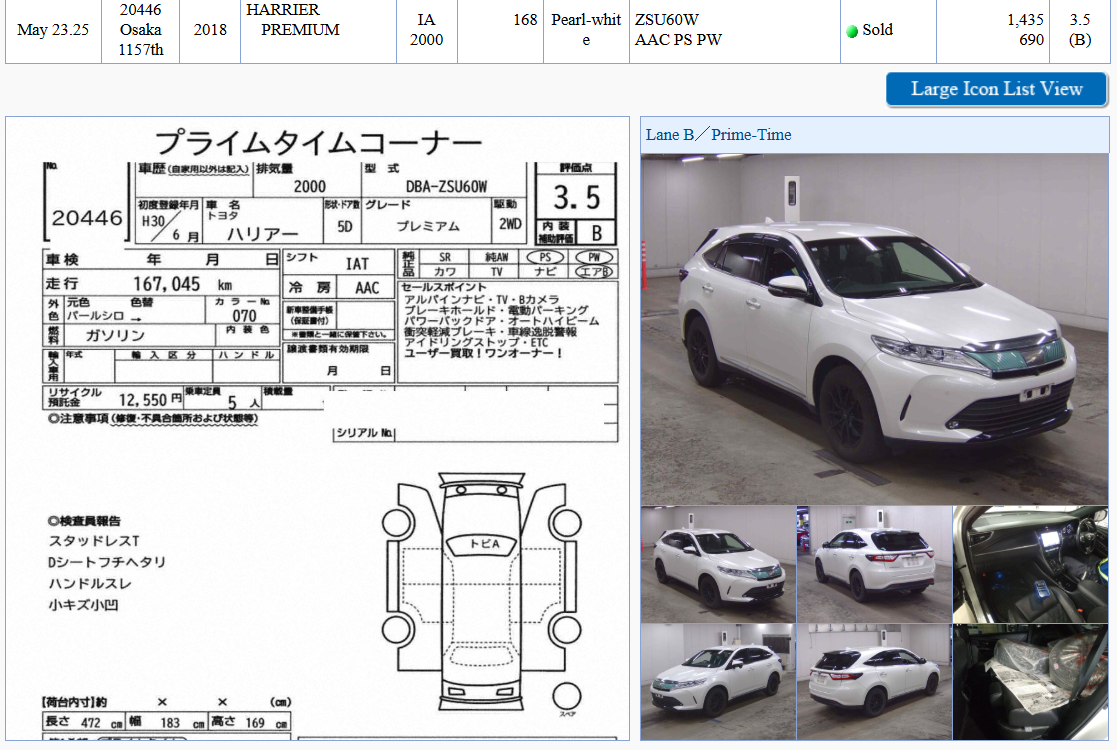 May 23.25
20446
Osaka
1157th
2018
HARRIER
PREMIUM
IA
2000
168
Pearl-whit
e
ZSU60W
AAC PS PW
Sold
1,435
690
3.5
(B)
Large Icon List View
プライムタイムコーナー
No.
20446
車歴(自家用以外は記入)
排気量
2000
型 式
DBA-ZSU60W
評価点
3.5
初度登録年月
H30/6月
車 名
トヨタ
ハリアー
形状・ドア数
5D
グレード
プレミアム
駆動
2WD
内 装
補助評価
B
車検 年 月 日
シフト
IAT
純正品
SR 純AW PS PW
カワ TV ナビ エアB
走行 167,045 km
冷 房
AAC
外色
元色 色替
パールシロ →
カラーNo.
070
燃料
ガソリン
内 装 色
新車整備手帳
(保証書付)
※書類と一緒に保管下さい。
セールスポイント
アルパインナビ・TV・Bカメラ
ブレーキホールド・電動パーキング
パワーバックドア・オートハイビーム
衝突軽減ブレーキ・車線逸脱警報
アイドリングストップ・ETC
ユーザー買取!ワンオーナー!
輸入車用
年式
輸 入 区 分
ハ ン ド ル
譲渡書類有効期限
月 日
リサイクル
預託金
12,550 円
乗車定員
5 人
積載量
◎注意事項(修復・不具合箇所および状態等)
シリアル No.
◎検査員報告
スタッドレスT
Dシートフチヘタリ
ハンドルスレ
小キズ小凹
トビA
スペア
【荷台内寸】約 × × (cm)
長さ 472 cm 幅 183 cm 高さ 169 cm
Lane B／Prime-Time